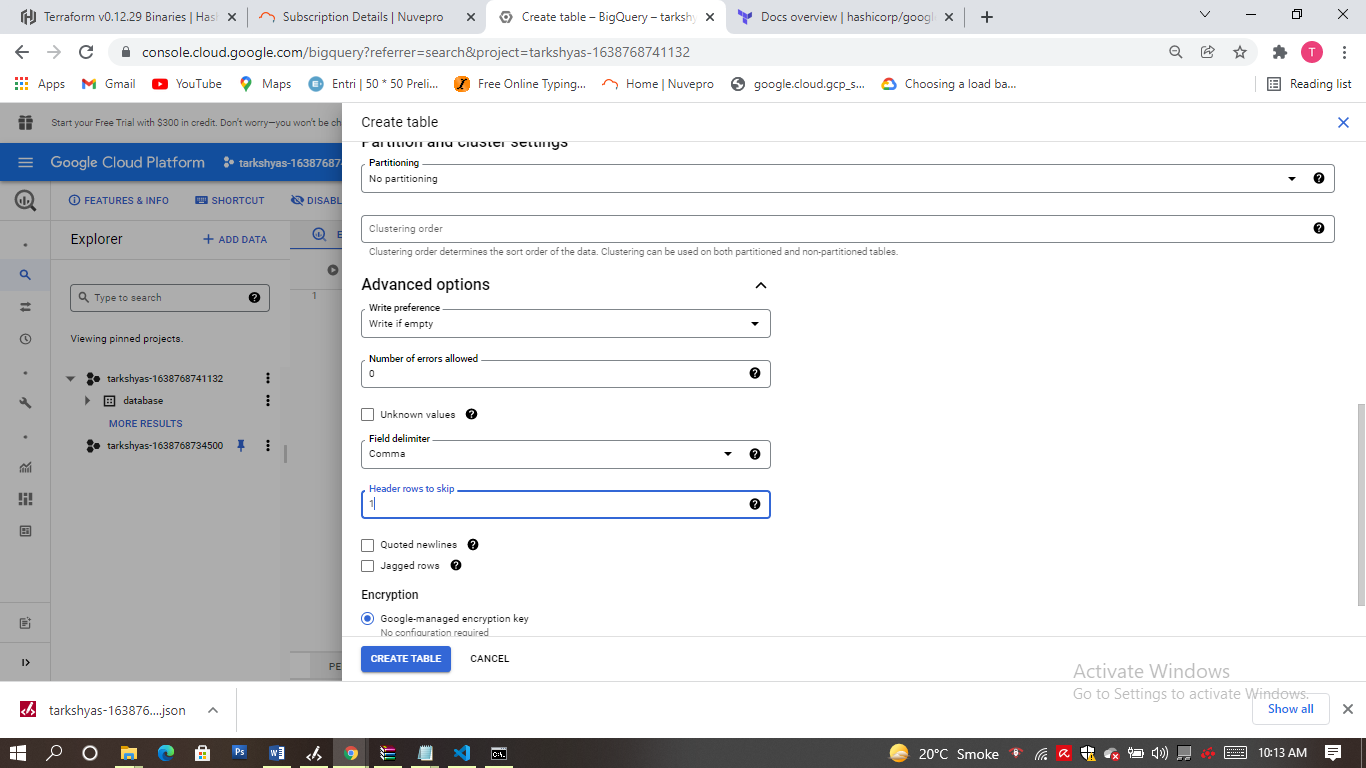 Terraform v0.12.29 Binaries | Has
Subscription Details | Nuvepro
Create table – BigQuery – tarkshy
Docs overview | hashicorp/googl
console.cloud.google.com/bigquery?referrer=search&project=tarkshyas-1638768741132
T
Apps
Gmail
YouTube
Maps
Entri | 50 * 50 Preli...
Free Online Typing...
Home | Nuvepro
google.cloud.gcp_s...
Choosing a load ba...
Reading list
Start your Free Trial with $300 in credit. Don't worry—you won't be ch
Google Cloud Platform
tarkshyas-16387687
FEATURES & INFO
SHORTCUT
DISABL
Explorer
+ ADD DATA
E
Type to search
1
Viewing pinned projects.
tarkshyas-1638768741132
database
MORE RESULTS
tarkshyas-1638768734500
PE
Create table
Partition and cluster settings
Partitioning
No partitioning
Clustering order
Clustering order determines the sort order of the data. Clustering can be used on both partitioned and non-partitioned tables.
Advanced options
Write preference
Write if empty
Number of errors allowed
0
Unknown values
Field delimiter
Comma
Header rows to skip
1
Quoted newlines
Jagged rows
Encryption
Google-managed encryption key
No configuration required
CREATE TABLE
CANCEL
Activate Windows
Go to Settings to activate Windows.
tarkshyas-163876....json
Show all
20°C Smoke
10:13 AM